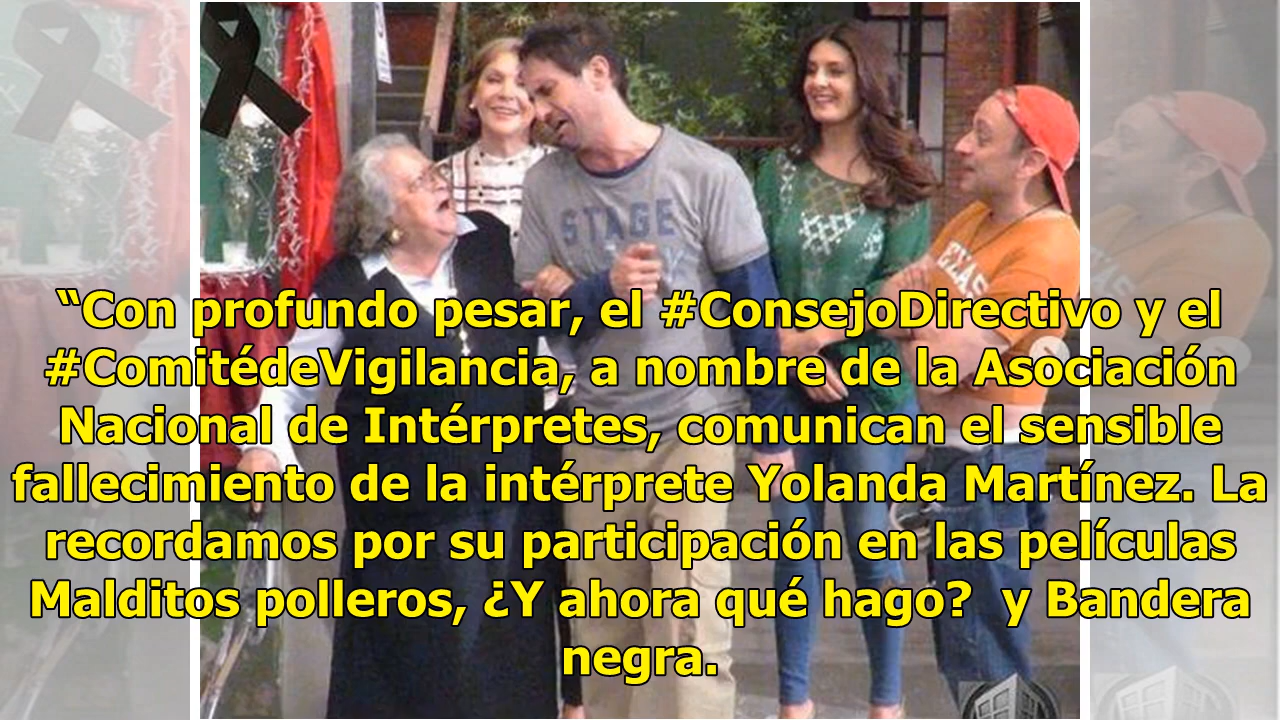 STAGE
TEXAS
“Con profundo pesar, el #ConsejoDirectivo y el
#ComitédeVigilancia, a nombre de la Asociación
Nacional de Intérpretes, comunican el sensible
fallecimiento de la intérprete Yolanda Martínez. La
recordamos por su participación en las películas
Malditos polleros, ¿Y ahora qué hago?  y Bandera
negra.